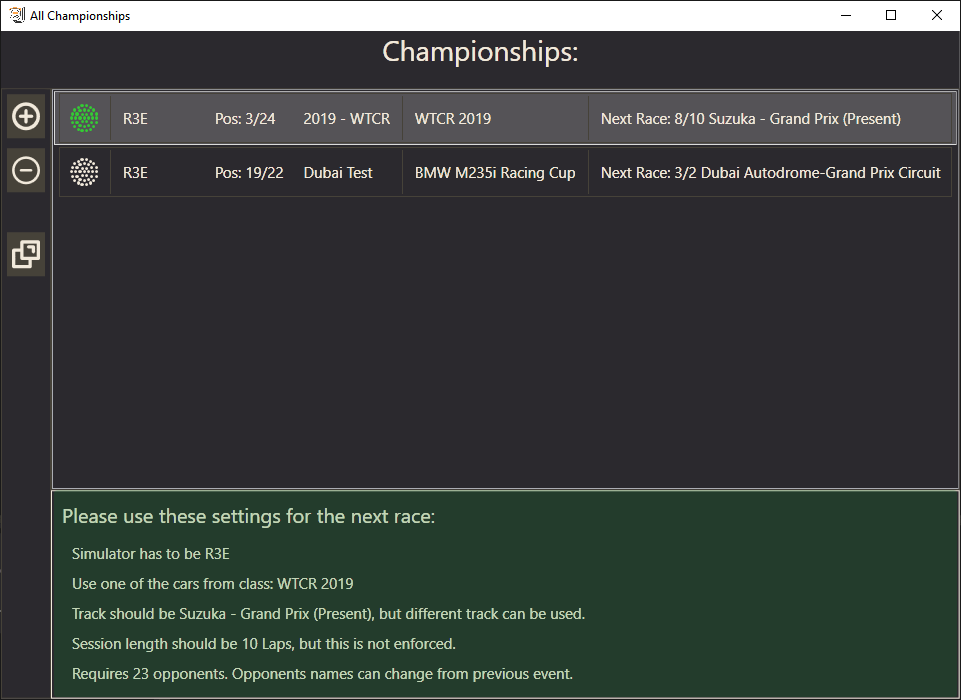 All Championships
Championships:
R3E Pos: 3/24 2019 - WTCR WTCR 2019 Next Race: 8/10 Suzuka - Grand Prix (Present)
R3E Pos: 19/22 Dubai Test BMW M235i Racing Cup Next Race: 3/2 Dubai Autodrome-Grand Prix Circuit
Please use these settings for the next race:
Simulator has to be R3E
Use one of the cars from class: WTCR 2019
Track should be Suzuka - Grand Prix (Present), but different track can be used.
Session length should be 10 Laps, but this is not enforced.
Requires 23 opponents. Opponents names can change from previous event.